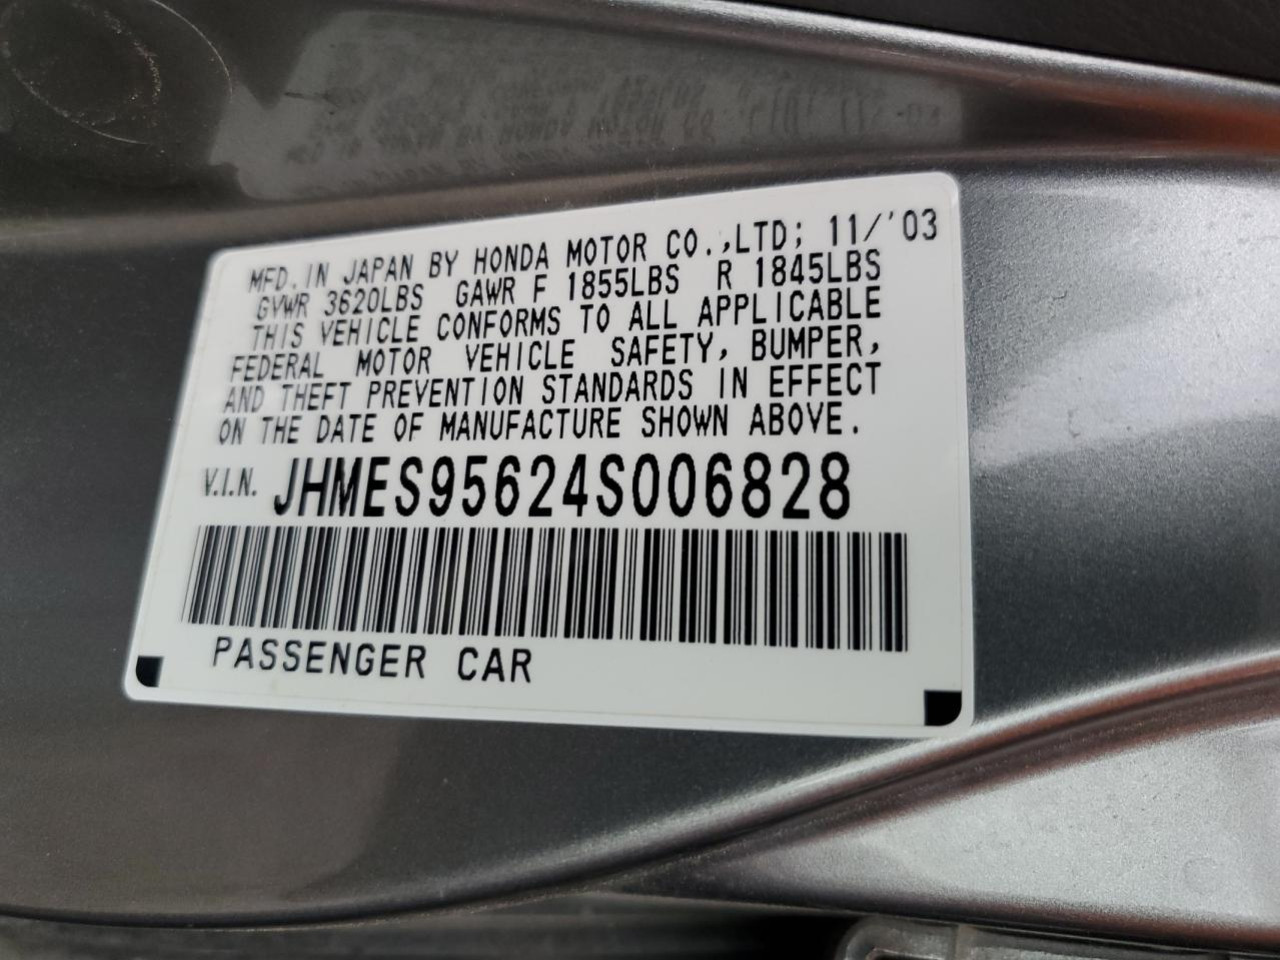 MFD. IN JAPAN BY HONDA MOTOR CO.,LTD; 11/'03
GVWR 3620LBS GAWR F 1855LBS R 1845LBS
THIS VEHICLE CONFORMS TO ALL APPLICABLE
FEDERAL MOTOR VEHICLE SAFETY, BUMPER,
AND THEFT PREVENTION STANDARDS IN EFFECT
ON THE DATE OF MANUFACTURE SHOWN ABOVE.
V.I.N. JHMES95624S006828
PASSENGER CAR